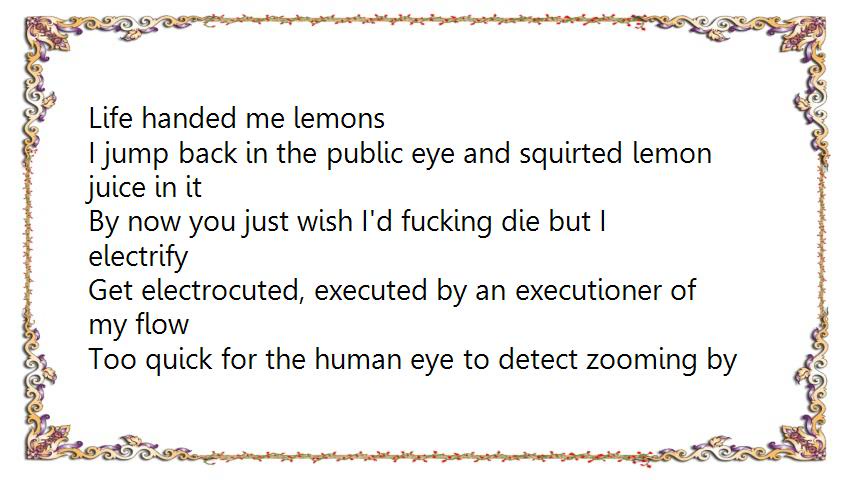 Life handed me lemons
I jump back in the public eye and squirted lemon
juice in it
By now you just wish I'd fucking die but I
electrify
Get electrocuted, executed by an executioner of
my flow
Too quick for the human eye to detect zooming by